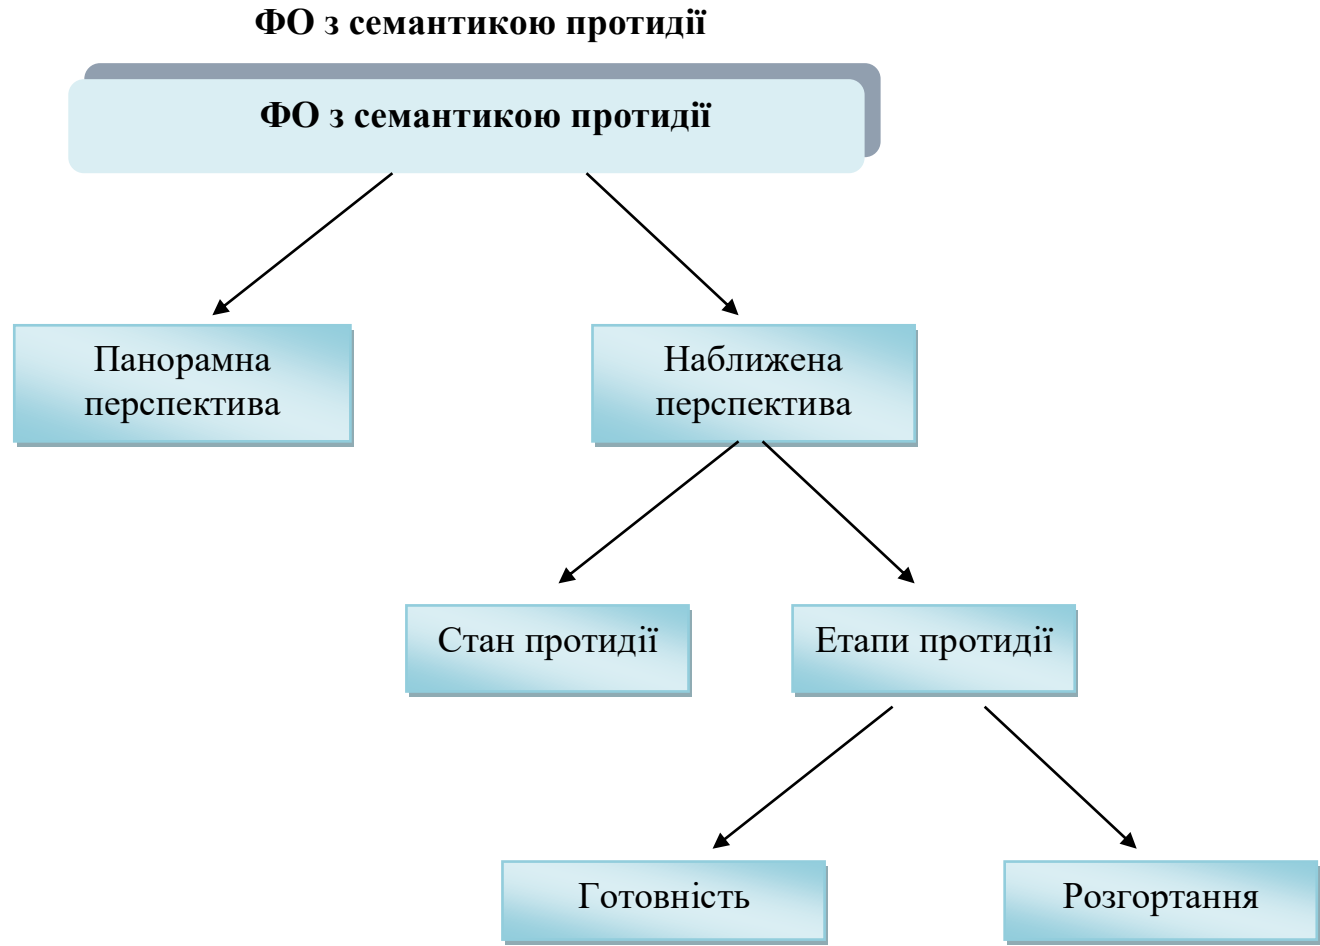 ФО з семантикою протидії
ФО з семантикою протидії
Панорамна
перспектива
Наближена
перспектива
Стан протидії
Етапи протидії
Готовність
Розгортання